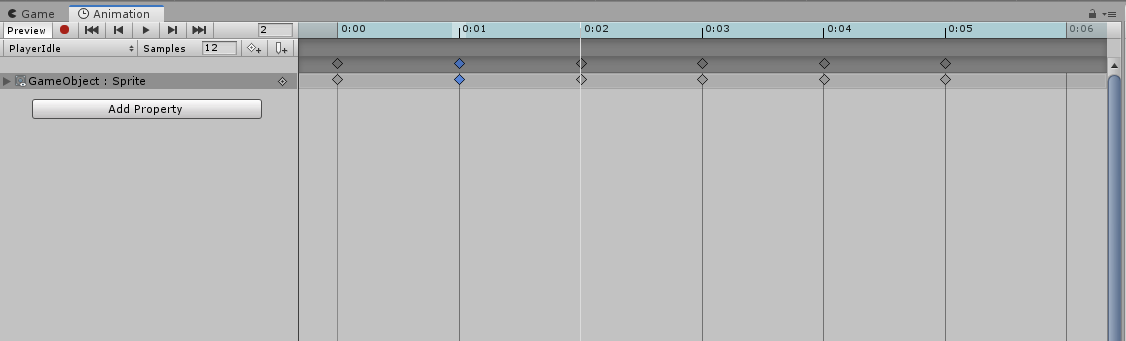 Game Animation
Preview 2 0:00 0:01 0:02 0:03 0:04 0:05 0:06
PlayerIdle Samples 12
GameObject : Sprite
Add Property